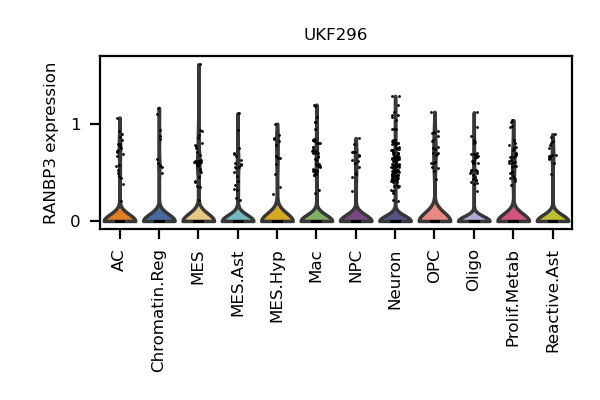 UKF296
RANBP3 expression
1
0
AC
Chromatin.Reg
MES
MES.Ast
MES.Hyp
Mac
NPC
Neuron
OPC
Oligo
Prolif.Metab
Reactive.Ast